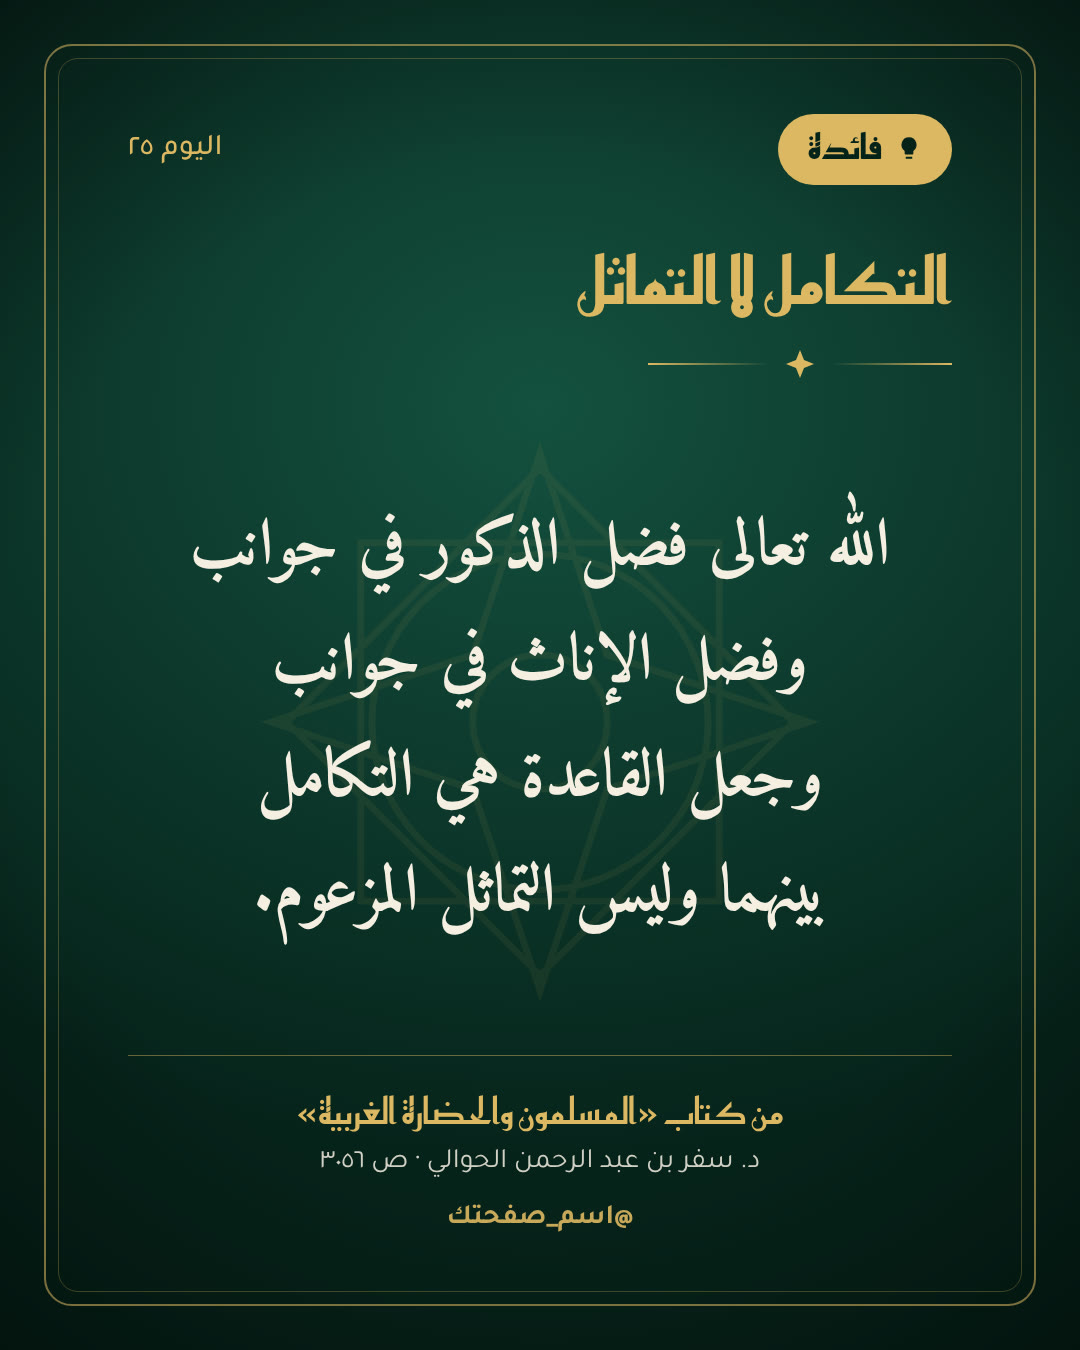 فائدة
اليوم ٢٥
التكامل لا التماثل
الله تعالى فضل الذكور في جوانب
وفضل الإناث في جوانب
وجعل القاعدة هي التكامل
بينهما وليس التماثل المزعوم.
من كتاب «المسلمون والحضارة الغربية»
د. سفر بن عبد الرحمن الحوالي · ص ٣٠٥٦
@اسم_صفحتك